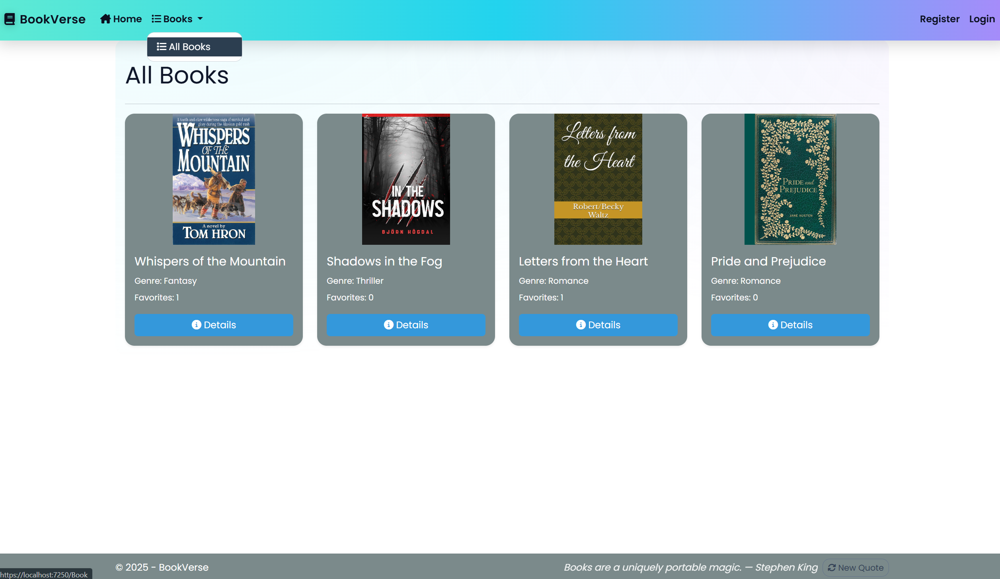 BookVerse
Home
Books
Register
Login
All Books
All Books
A tooth-and-claw wilderness saga of survival and
glory during the Alaskan gold rush
WHISPERS
OF THE
MOUNTAIN
A novel by
TOM HRON
Whispers of the Mountain
Genre: Fantasy
Favorites: 1
Details
IN THE
SHADOWS
BJÖRN HÖGDAL
Shadows in the Fog
Genre: Thriller
Favorites: 0
Details
Letters from
the Heart
Robert/Becky
Waltz
Letters from the Heart
Genre: Romance
Favorites: 1
Details
PRIDE and
PREJUDICE
JANE AUSTEN
Pride and Prejudice
Genre: Romance
Favorites: 0
Details
© 2025 - BookVerse
Books are a uniquely portable magic. — Stephen King
New Quote
https://localhost:7250/Book